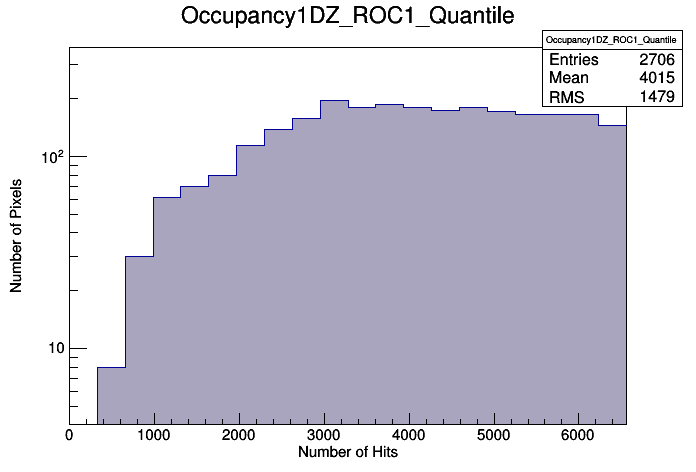 Occupancy1DZ_ROC1_Quantile
Occupancy1DZ_ROC1_Quantile
Entries 2706
Mean 4015
RMS 1479
Number of Pixels
10²
10
0 1000 2000 3000 4000 5000 6000
Number of Hits